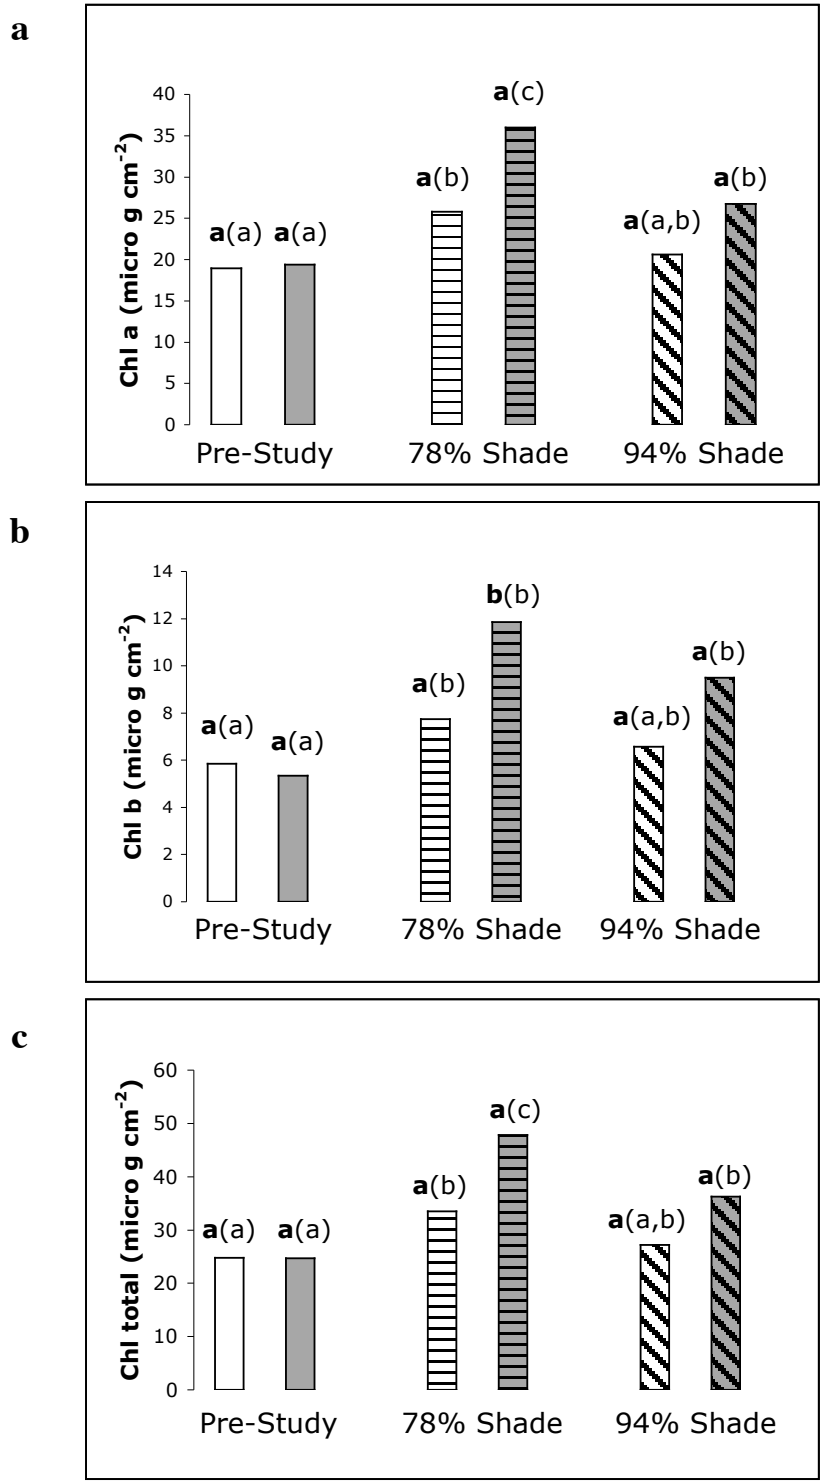 a
Chl a (micro g cm-2)
40
35
30
25
20
15
10
5
0
a(a) a(a)
a(b)
a(c)
a(a,b)
a(b)
Pre-Study 78% Shade 94% Shade
b
Chl b (micro g cm-2)
14
12
10
8
6
4
2
0
a(a)
a(a)
a(b)
b(b)
a(a,b)
a(b)
Pre-Study 78% Shade 94% Shade
c
Chl total (micro g cm-2)
60
50
40
30
20
10
0
a(a) a(a)
a(b)
a(c)
a(a,b)
a(b)
Pre-Study 78% Shade 94% Shade